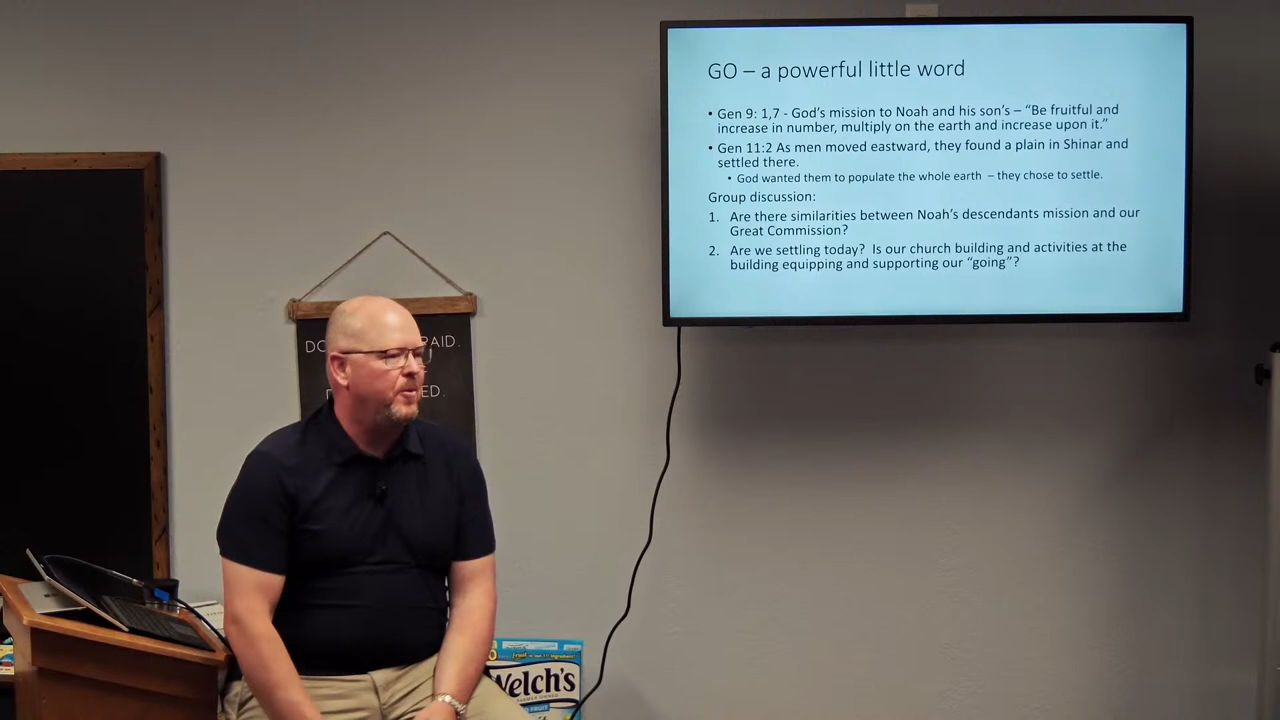 GO – a powerful little word
• Gen 9: 1,7 - God's mission to Noah and his son's – "Be fruitful and
increase in number, multiply on the earth and increase upon it."
• Gen 11:2 As men moved eastward, they found a plain in Shinar and
settled there.
• God wanted them to populate the whole earth – they chose to settle.
Group discussion:
1. Are there similarities between Noah's descendants mission and our
Great Commission?
2. Are we settling today? Is our church building and activities at the
building equipping and supporting our "going"?
DO RAID.
ED.
Welch's